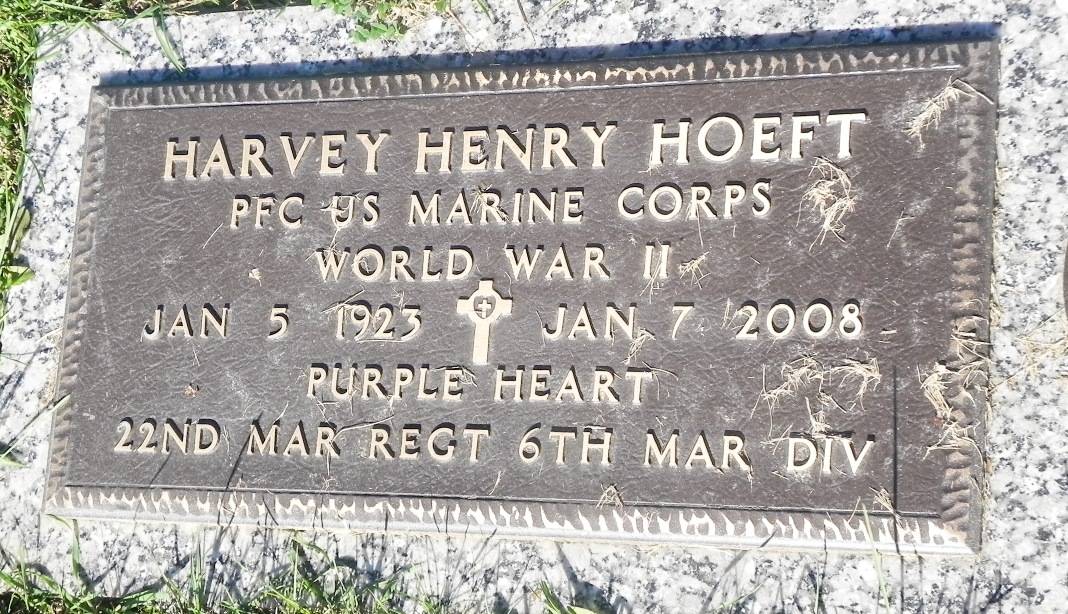 HARVEY HENRY HOEFT
PFC US MARINE CORPS
WORLD WAR II
JAN 5 1923 JAN 7 2008
PURPLE HEART
22ND MAR REGT 6TH MAR DIV